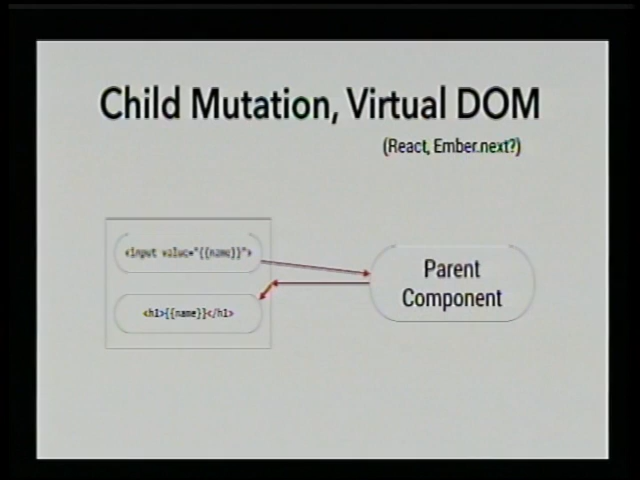 Child Mutation, Virtual DOM
(React, Ember.next?)
<input value="{{name}}">
<h1>{{name}}</h1>
Parent
Component